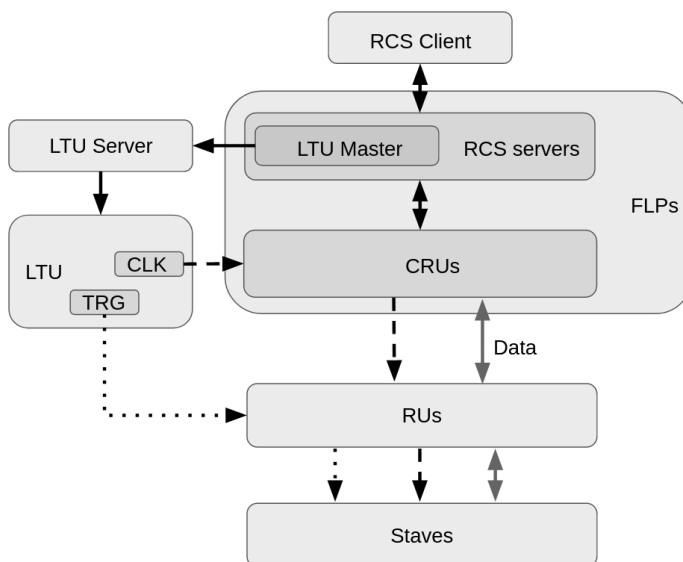 RCS Client
LTU Server
LTU Master
RCS servers
FLPs
LTU
CLK
TRG
CRUs
Data
RUs
Staves